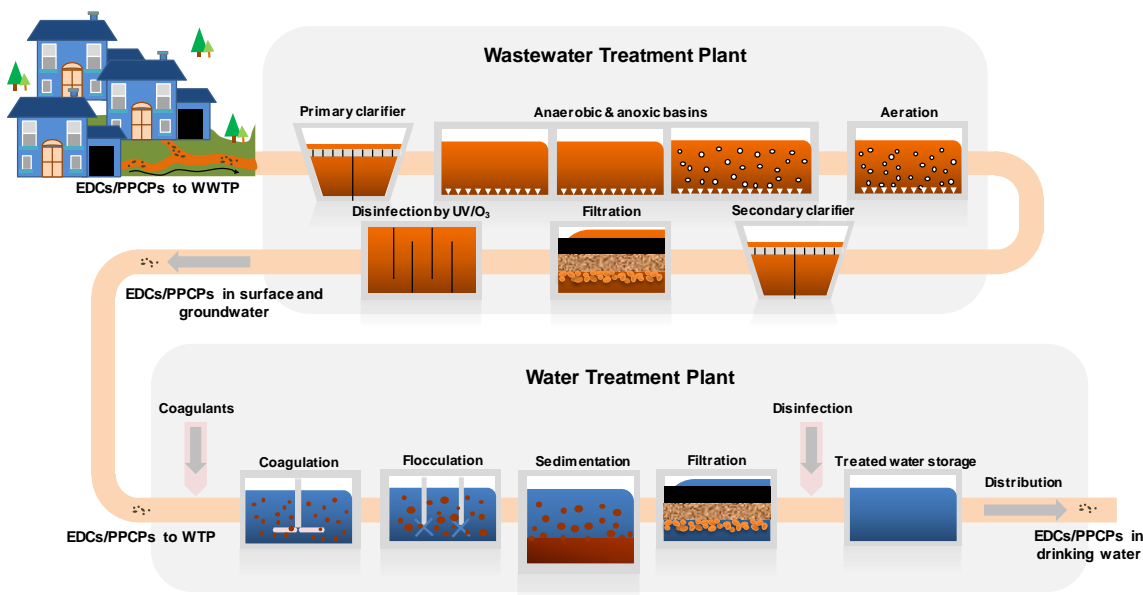 Wastewater Treatment Plant
Primary clarifier
Anaerobic & anoxic basins
Aeration
EDCs/PPCPs to WWTP
Disinfection by UV/O₃
Filtration
Secondary clarifier
EDCs/PPCPs in surface and
groundwater
Water Treatment Plant
Coagulants
Disinfection
Coagulation
Flocculation
Sedimentation
Filtration
Treated water storage
Distribution
EDCs/PPCPs to WTP
EDCs/PPCPs in
drinking water